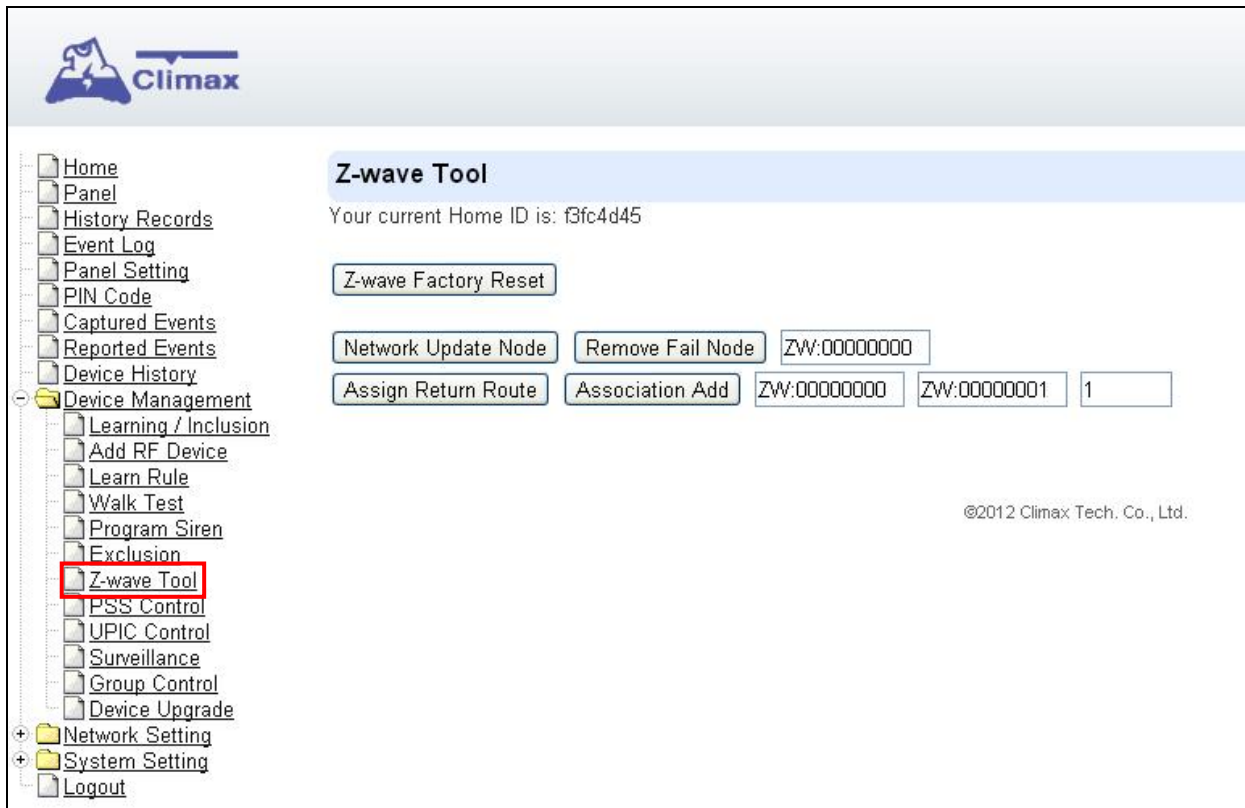 Climax
Home
Panel
History Records
Event Log
Panel Setting
PIN Code
Captured Events
Reported Events
Device History
Device Management
Learning / Inclusion
Add RF Device
Learn Rule
Walk Test
Program Siren
Exclusion
Z-wave Tool
PSS Control
UPIC Control
Surveillance
Group Control
Device Upgrade
Network Setting
System Setting
Logout
Z-wave Tool
Your current Home ID is: f3fc4d45
Z-wave Factory Reset
Network Update Node Remove Fail Node ZW:00000000
Assign Return Route Association Add ZW:00000000 ZW:00000001 1
©2012 Climax Tech. Co., Ltd.